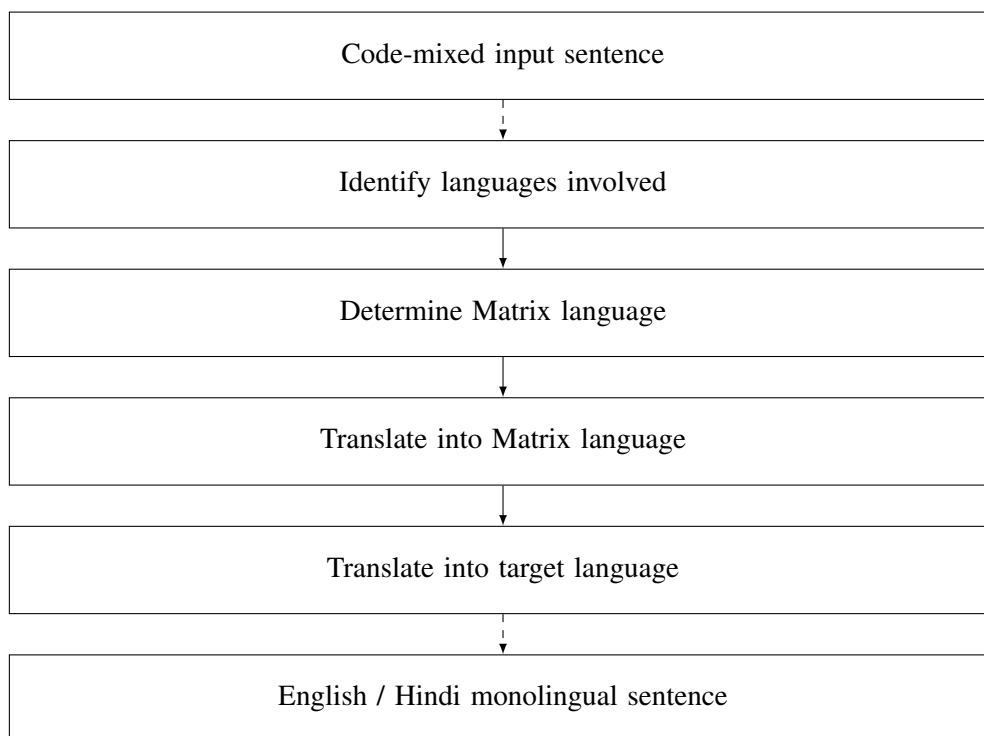 Code-mixed input sentence
Identify languages involved
Determine Matrix language
Translate into Matrix language
Translate into target language
English / Hindi monolingual sentence